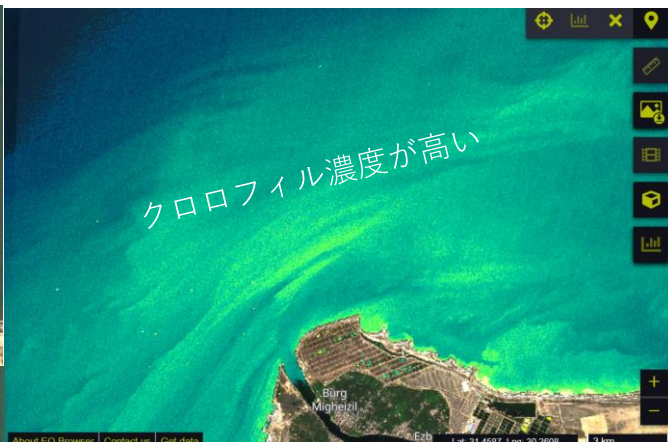 クロロフィル濃度が高い
Burg
Migheizil
Ezb
About EO Browser Contact us Get data
Lat: 31.4587, Lng: 30.2608
3 km